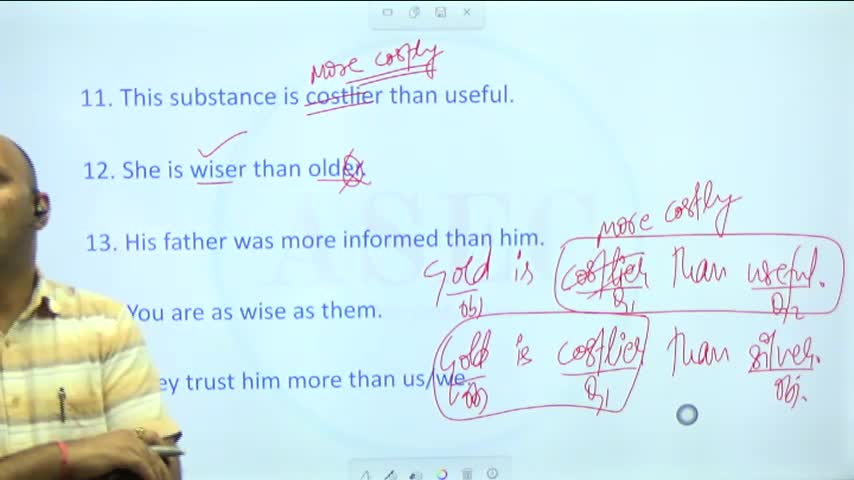 more costly
11. This substance is costlier than useful.
12. She is wiser than older.
13. His father was more informed than him.
more costly
Gold is costlier than useful.
obj Q1 Q2
You are as wise as them.
Gold is costlier than silver.
obj Q1 obj.
ey trust him more than us/we